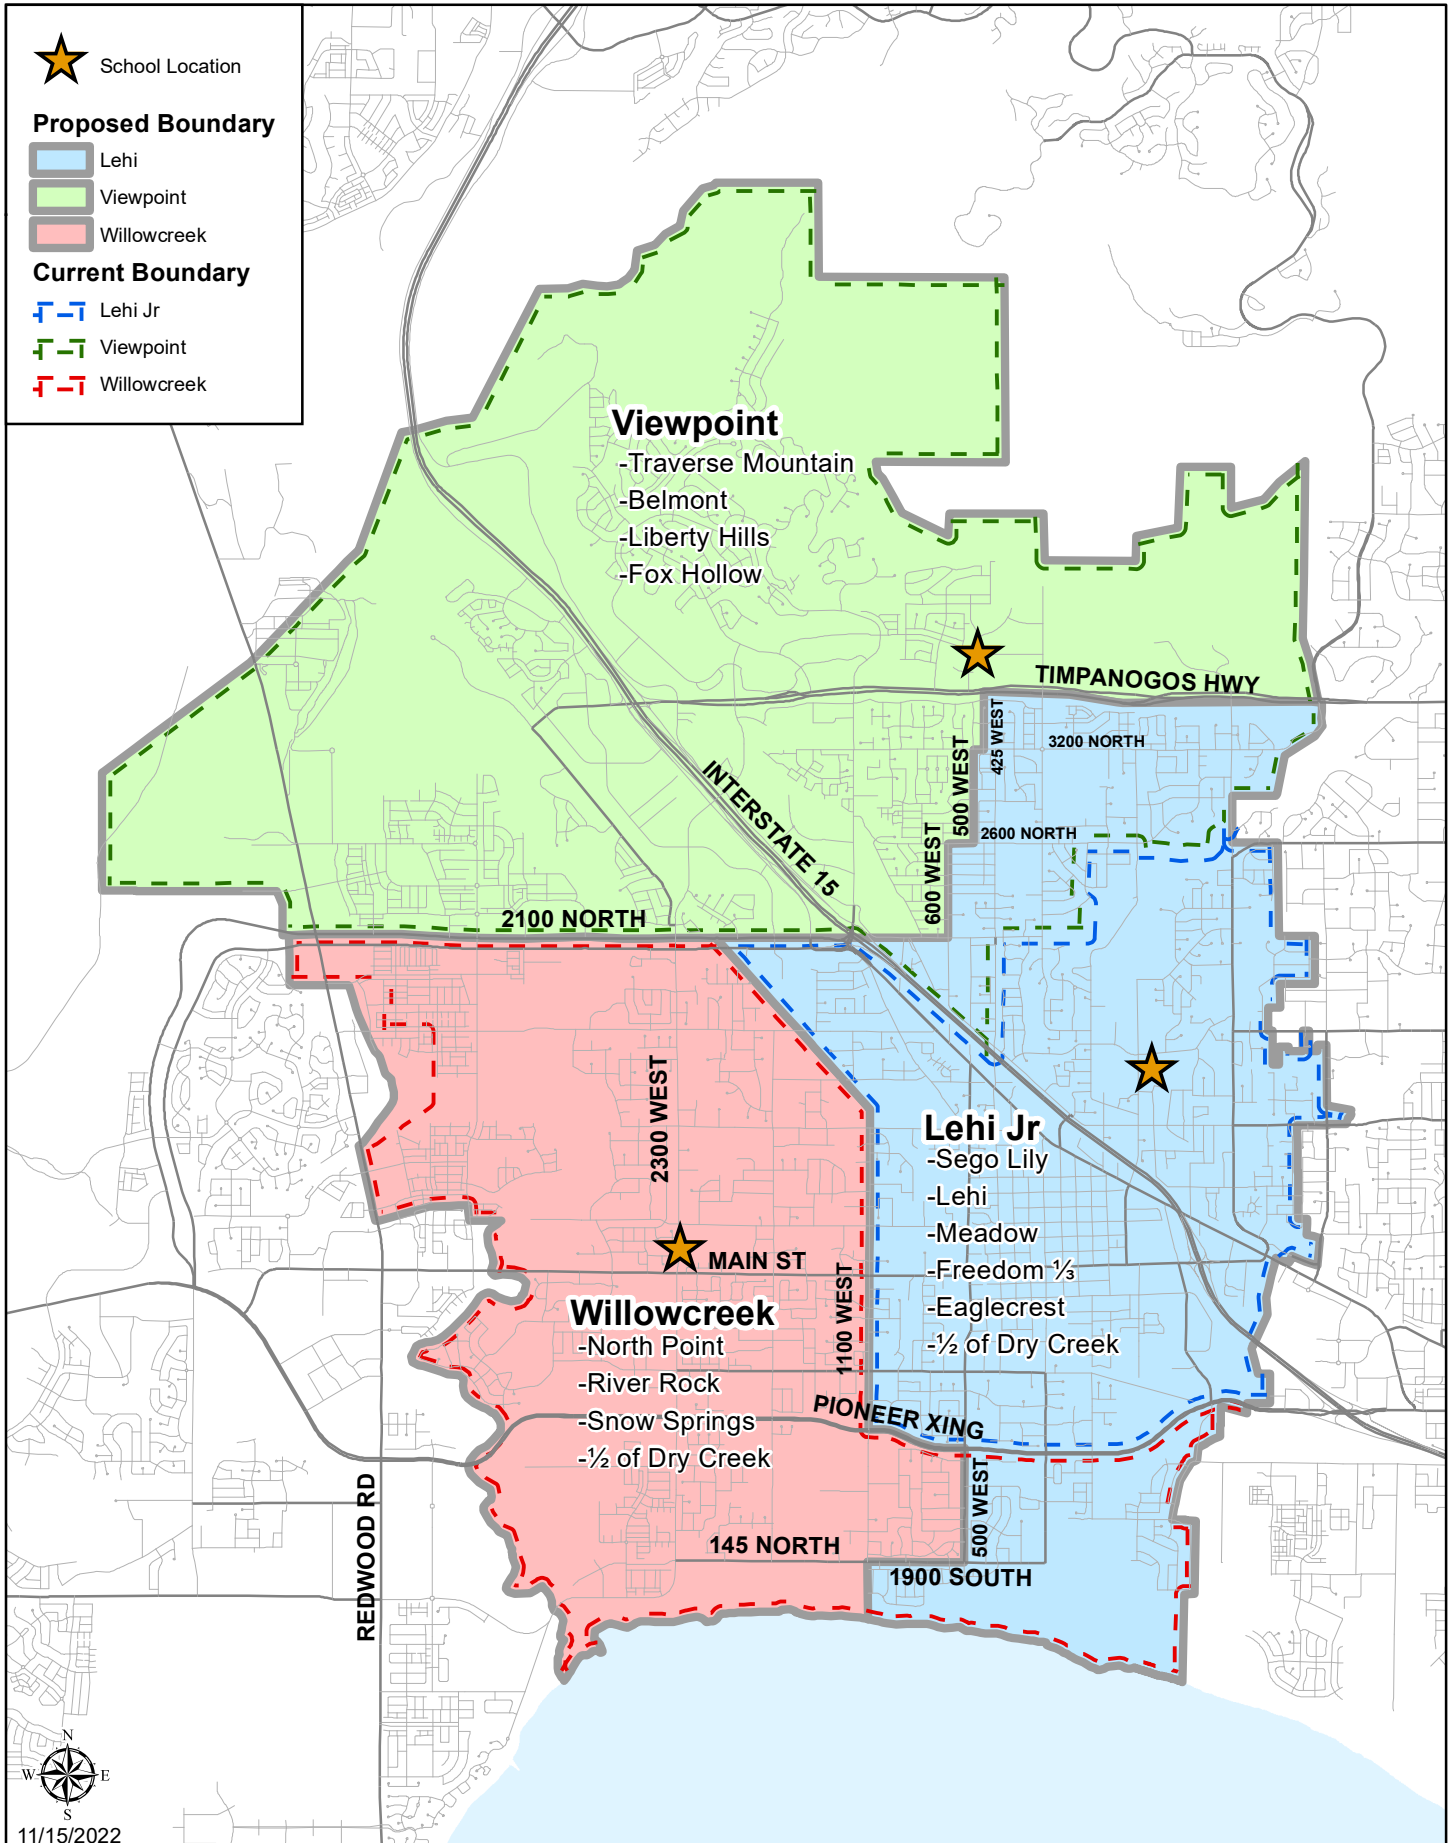 School Location
Proposed Boundary
Lehi
Viewpoint
Willowcreek
Current Boundary
Lehi Jr
Viewpoint
Willowcreek
Viewpoint
-Traverse Mountain
-Belmont
-Liberty Hills
-Fox Hollow
TIMPANOGOS HWY
425 WEST
3200 NORTH
500 WEST
INTERSTATE 15
2600 NORTH
600 WEST
2100 NORTH
2300 WEST
Lehi Jr
-Sego Lily
-Lehi
-Meadow
-Freedom ⅓
-Eaglecrest
-½ of Dry Creek
MAIN ST
1100 WEST
Willowcreek
-North Point
-River Rock
-Snow Springs
-½ of Dry Creek
PIONEER XING
500 WEST
REDWOOD RD
145 NORTH
1900 SOUTH
N
W E
S
11/15/2022